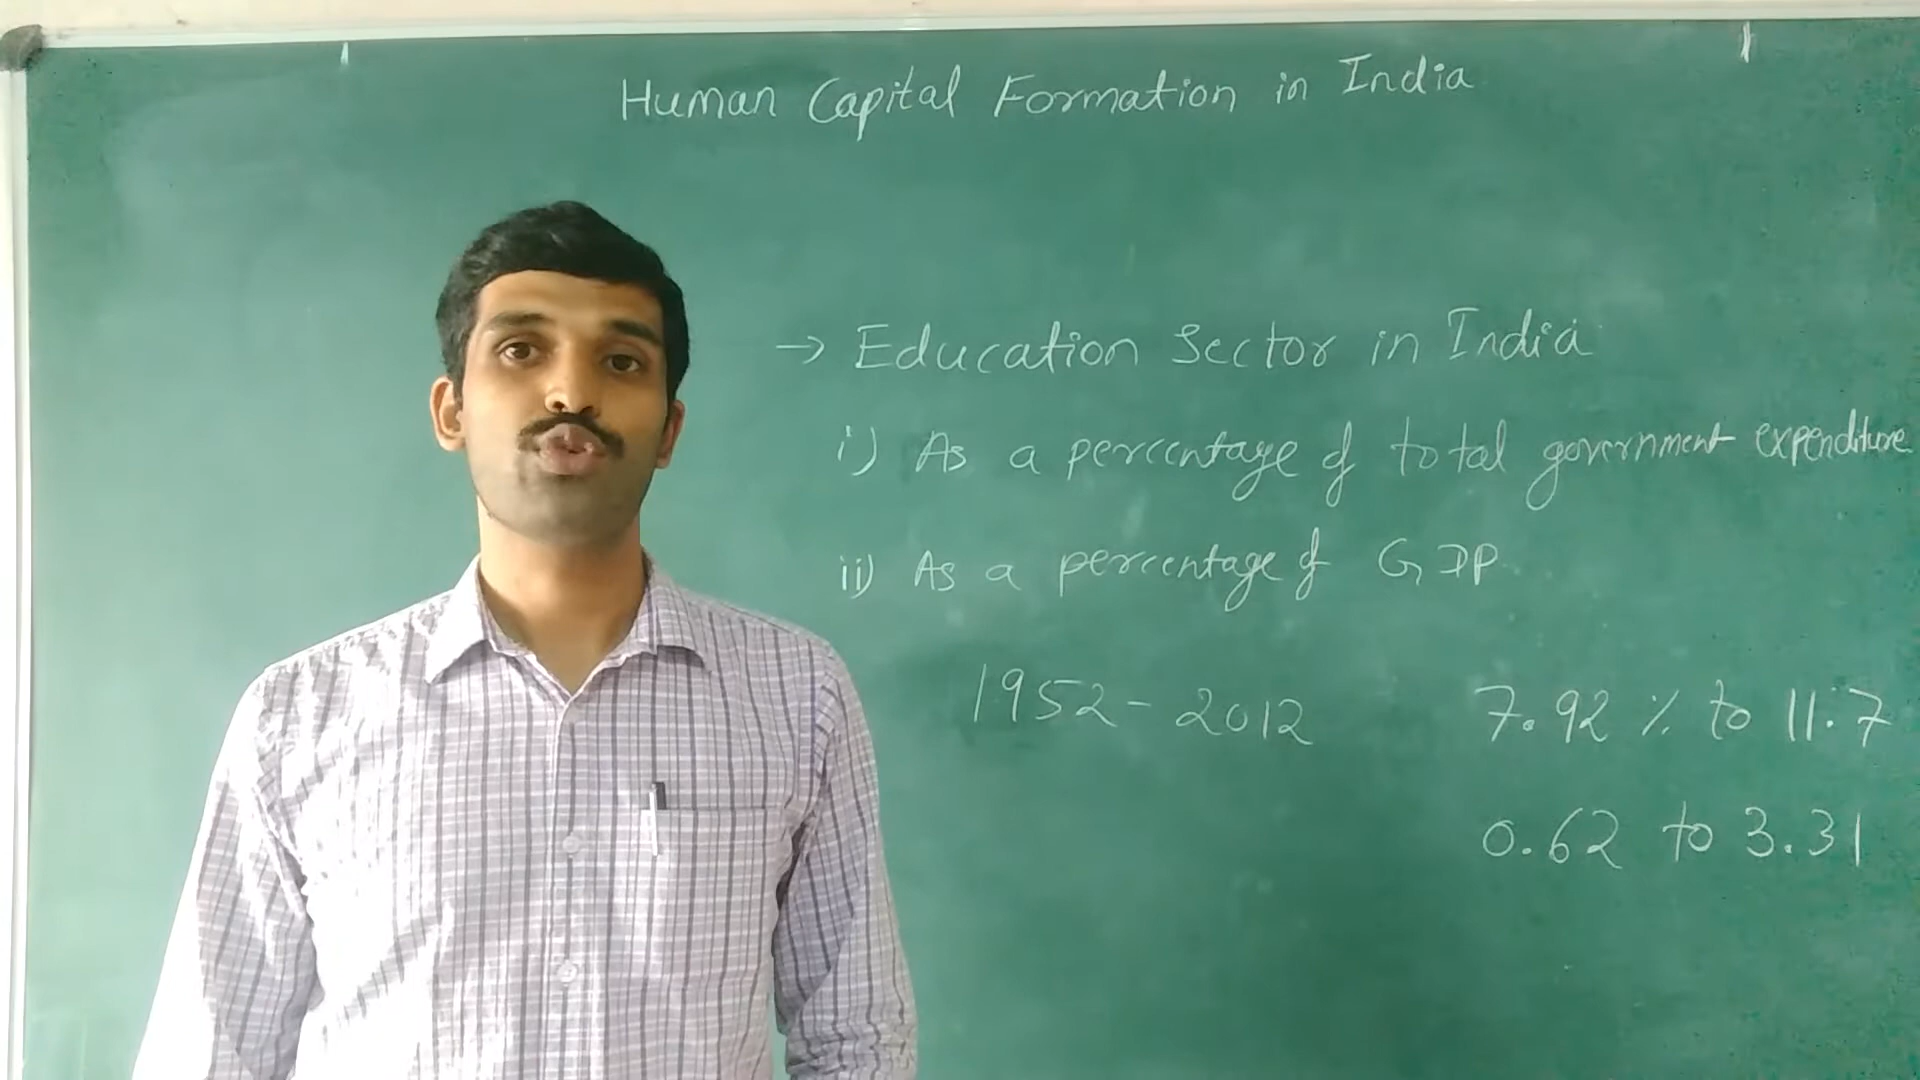 Human Capital Formation in India
→ Education Sector in India
i) As a percentage of total government expenditure
ii) As a percentage of GDP
1952-2012 7.92 % to 11.7
0.62 to 3.31